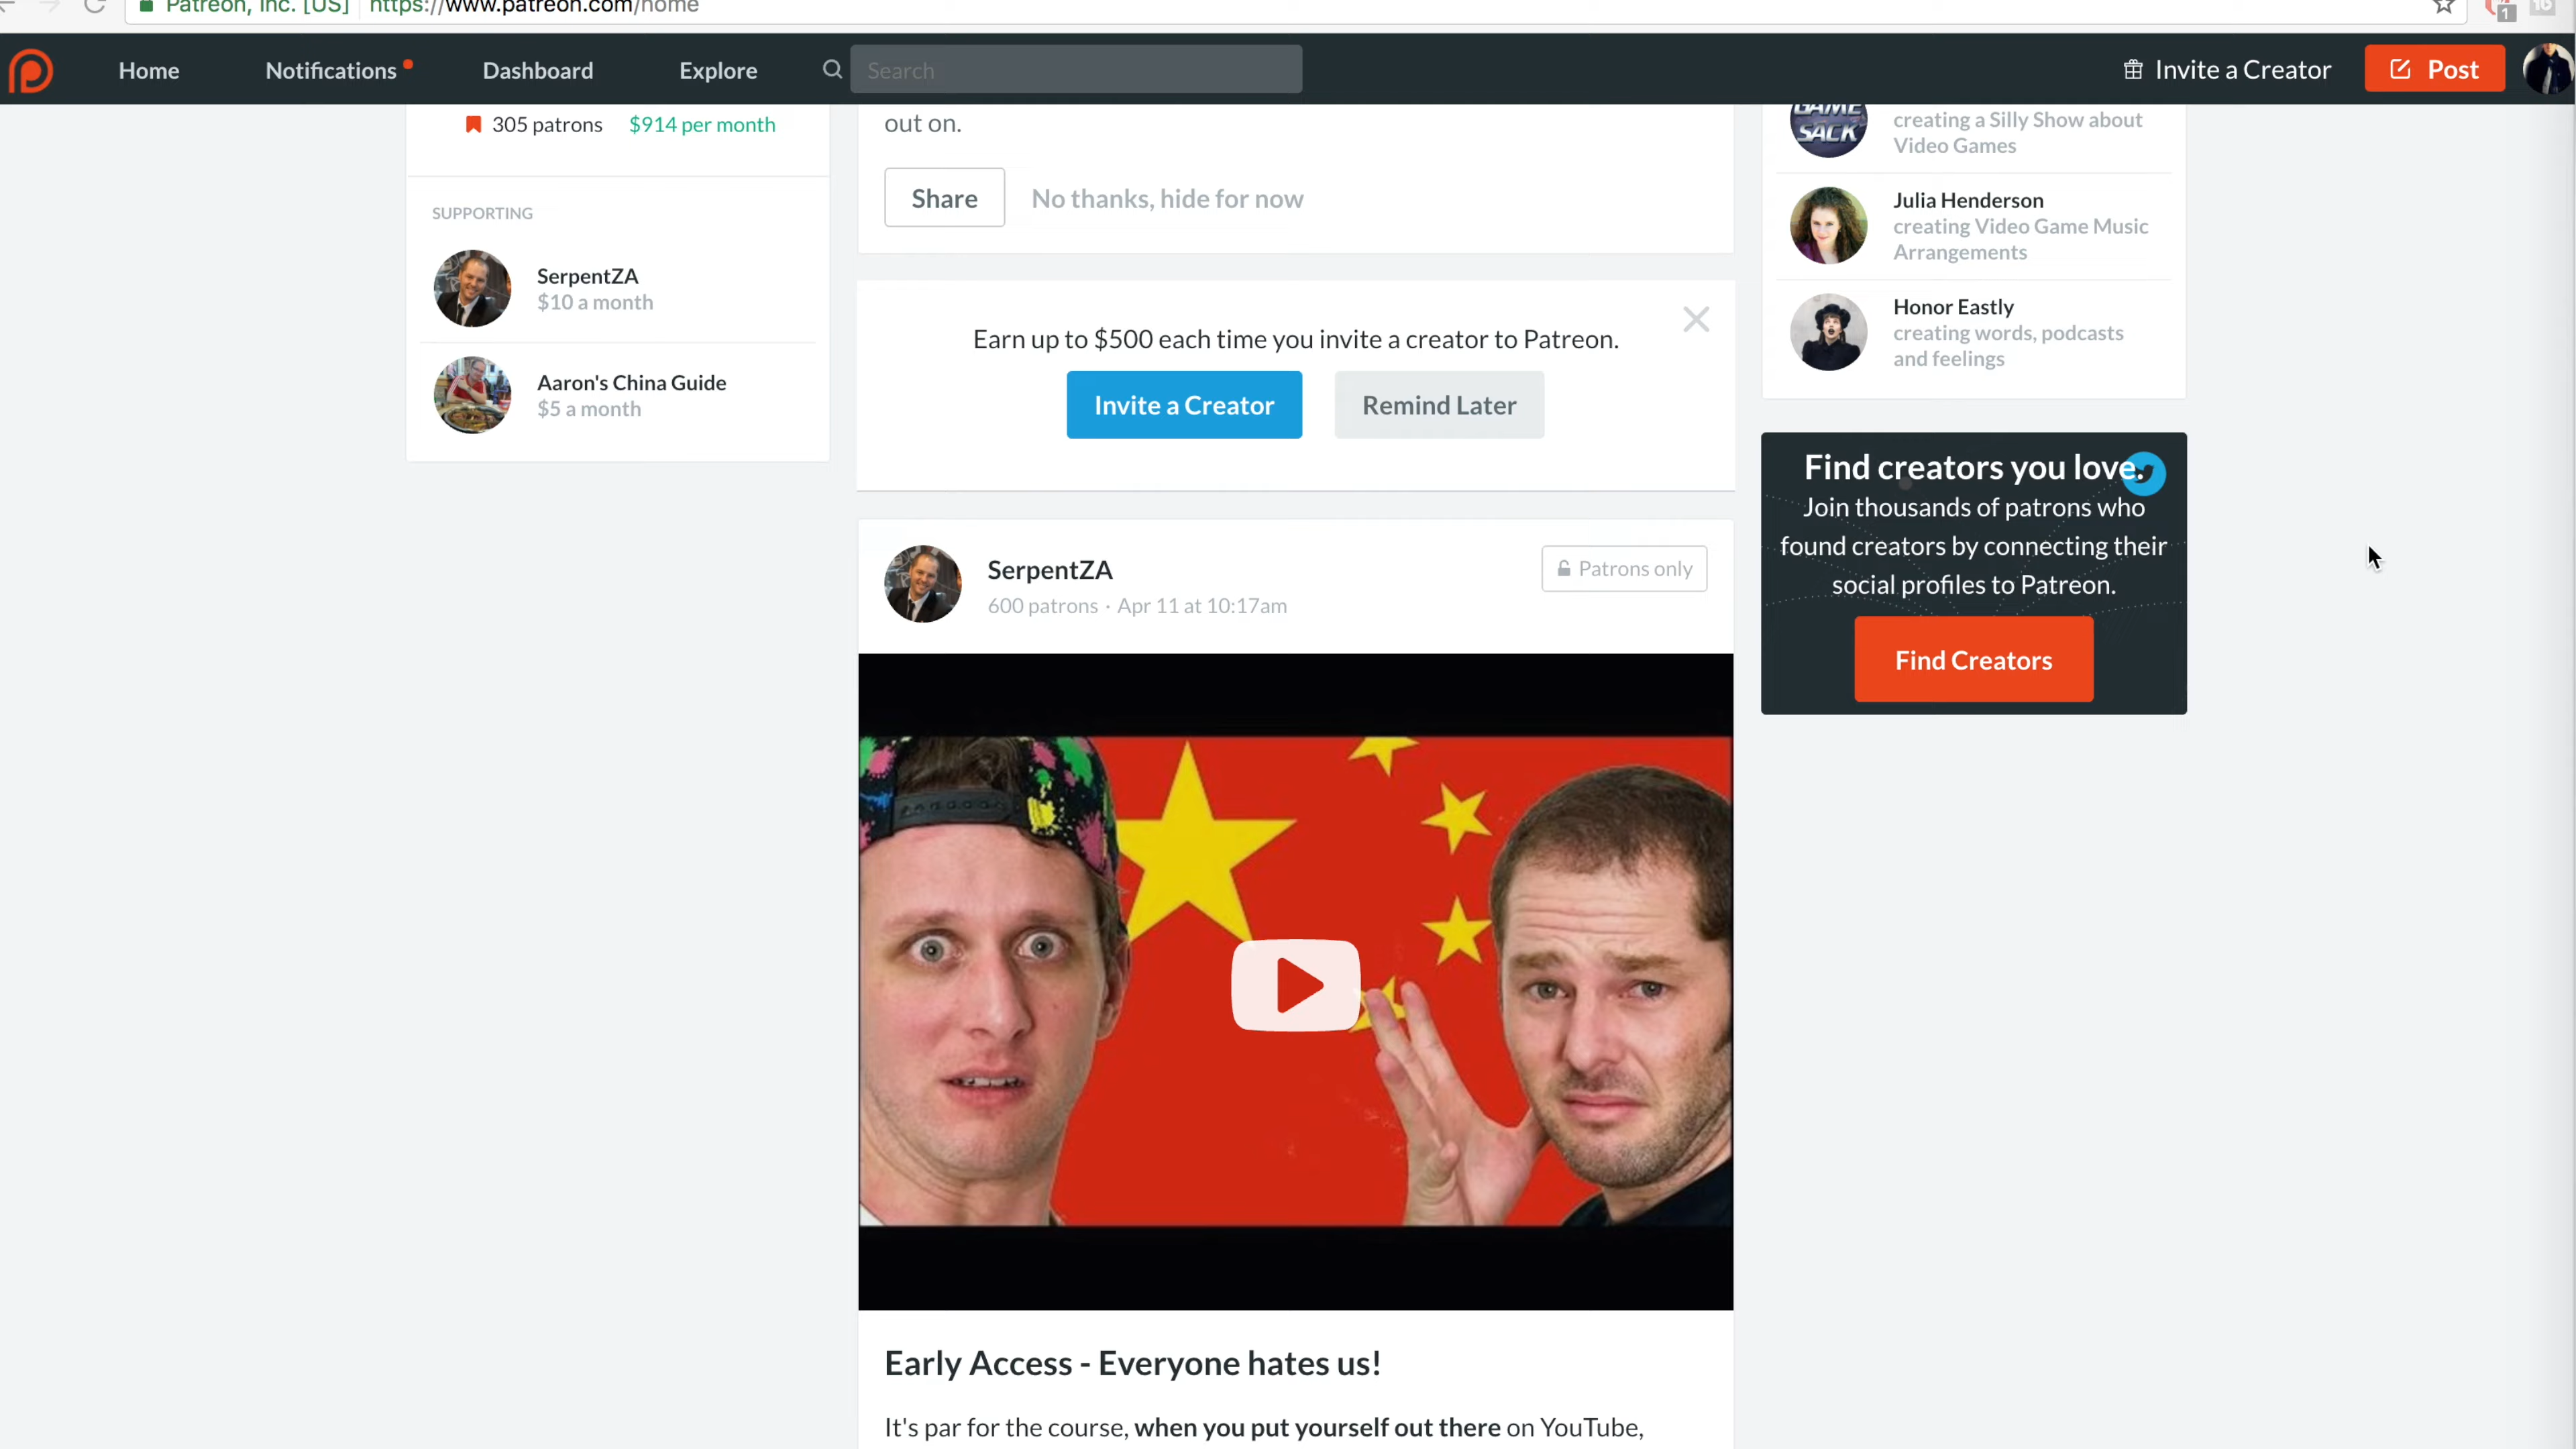 Patreon, Inc. [US] https://www.patreon.com/home
Home
Notifications
Dashboard
Explore
Search
Invite a Creator
Post
305 patrons $914 per month
SUPPORTING
SerpentZA
$10 a month
Aaron's China Guide
$5 a month
out on.
Share
No thanks, hide for now
Earn up to $500 each time you invite a creator to Patreon.
Invite a Creator
Remind Later
SerpentZA
600 patrons · Apr 11 at 10:17am
Patrons only
Early Access - Everyone hates us!
It's par for the course, when you put yourself out there on YouTube,
GAME
SACK
creating a Silly Show about
Video Games
Julia Henderson
creating Video Game Music
Arrangements
Honor Eastly
creating words, podcasts
and feelings
Find creators you love.
Join thousands of patrons who
found creators by connecting their
social profiles to Patreon.
Find Creators
1